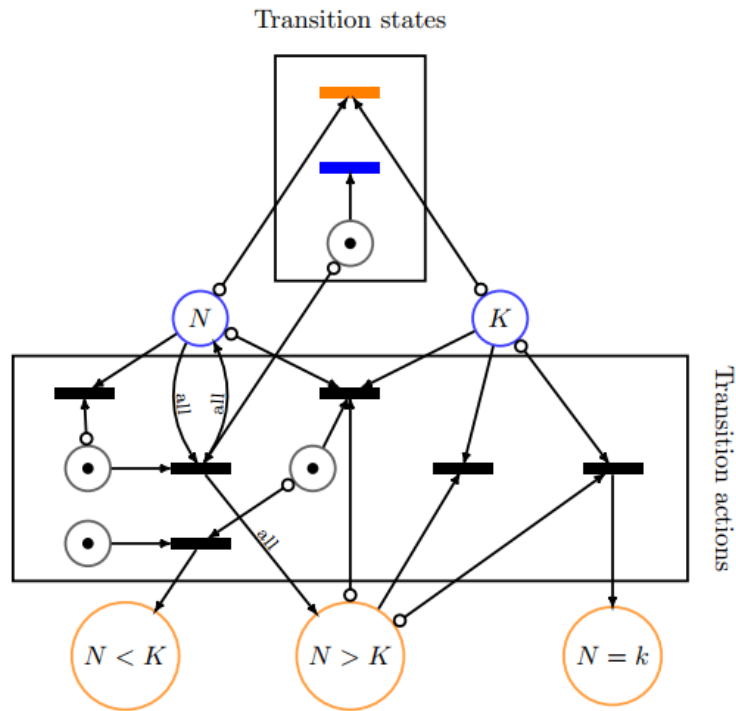 Transition states
N
K
all
all
Transition actions
all
N < K
N > K
N = k